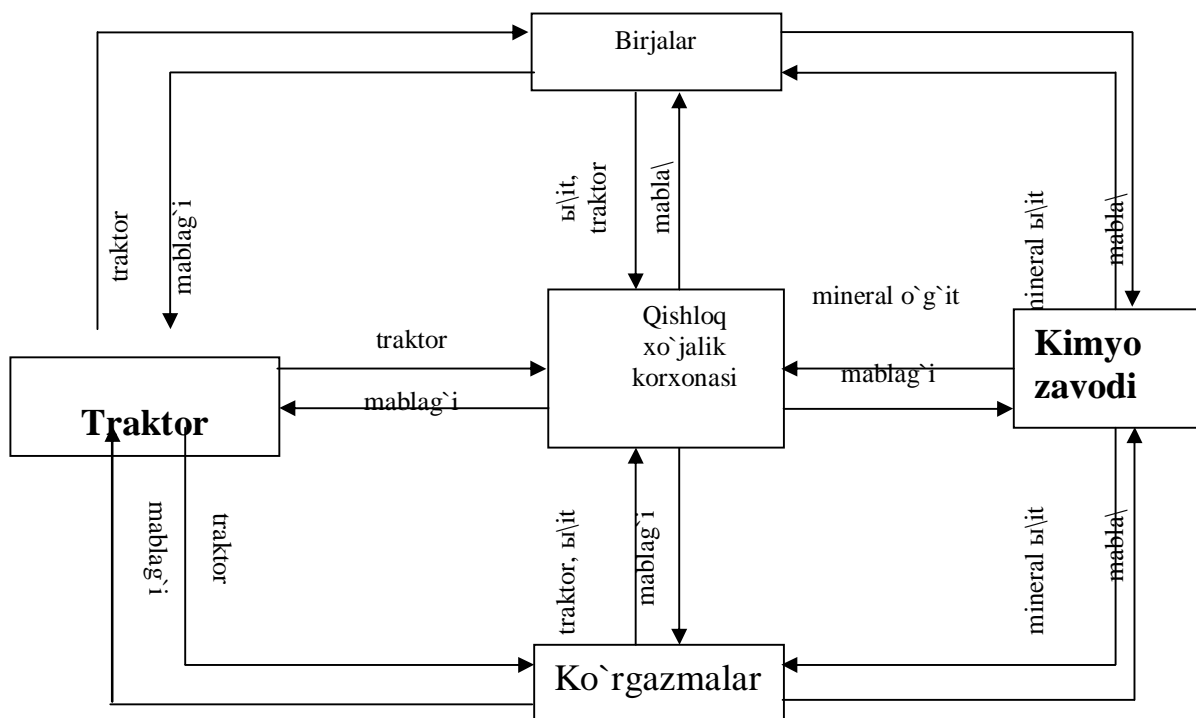 Birjalar
traktor
mablag`i
ы\it,
traktor
mabla\
mineral ы\it
mabla\
Qishloq
xo`jalik
korxonasi
mineral o`g`it
traktor
mablag`i
mablag`i
Kimyo
zavodi
Traktor
mablag`i
traktor
traktor, ы\it
mablag`i
mineral ы\it
mabla\
Ko`rgazmalar